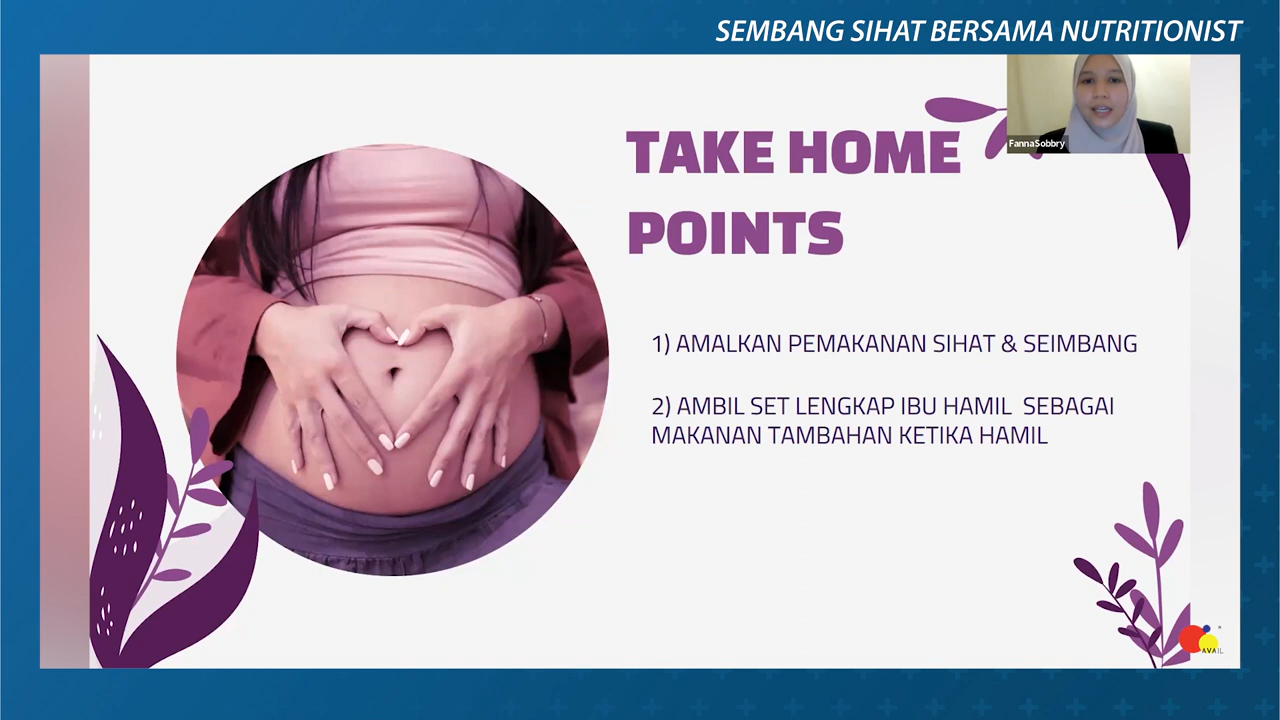 SEMBANG SIHAT BERSAMA NUTRITIONIST
FannaSobbry
TAKE HOME
POINTS
1) AMALKAN PEMAKANAN SIHAT & SEIMBANG
2) AMBIL SET LENGKAP IBU HAMIL SEBAGAI
MAKANAN TAMBAHAN KETIKA HAMIL
AVAIL